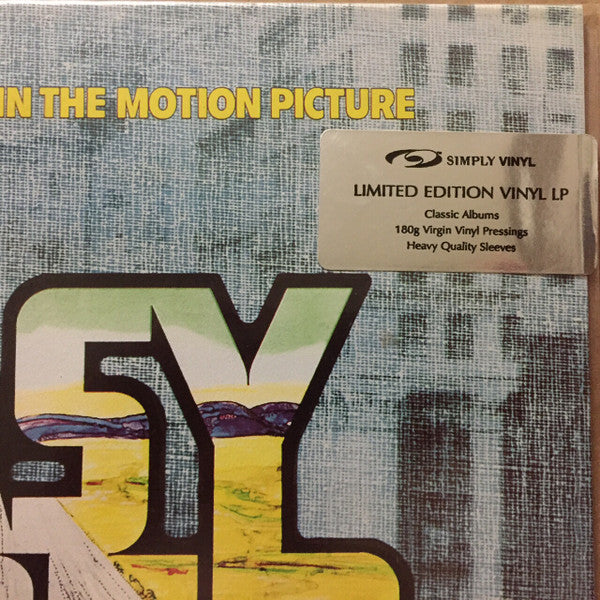 IN THE MOTION PICTURE
SIMPLY VINYL
LIMITED EDITION VINYL LP
Classic Albums
180g Virgin Vinyl Pressings
Heavy Quality Sleeves
SY